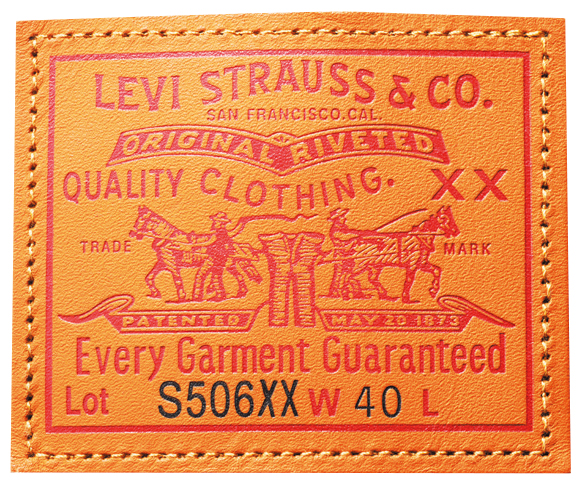 LEVI STRAUSS & CO.
SAN FRANCISCO.CAL.
ORIGINAL RIVETED
QUALITY CLOTHING. XX
TRADE MARK
PATENTED MAY 20 1873
Every Garment Guaranteed
Lot S506XX W 40 L